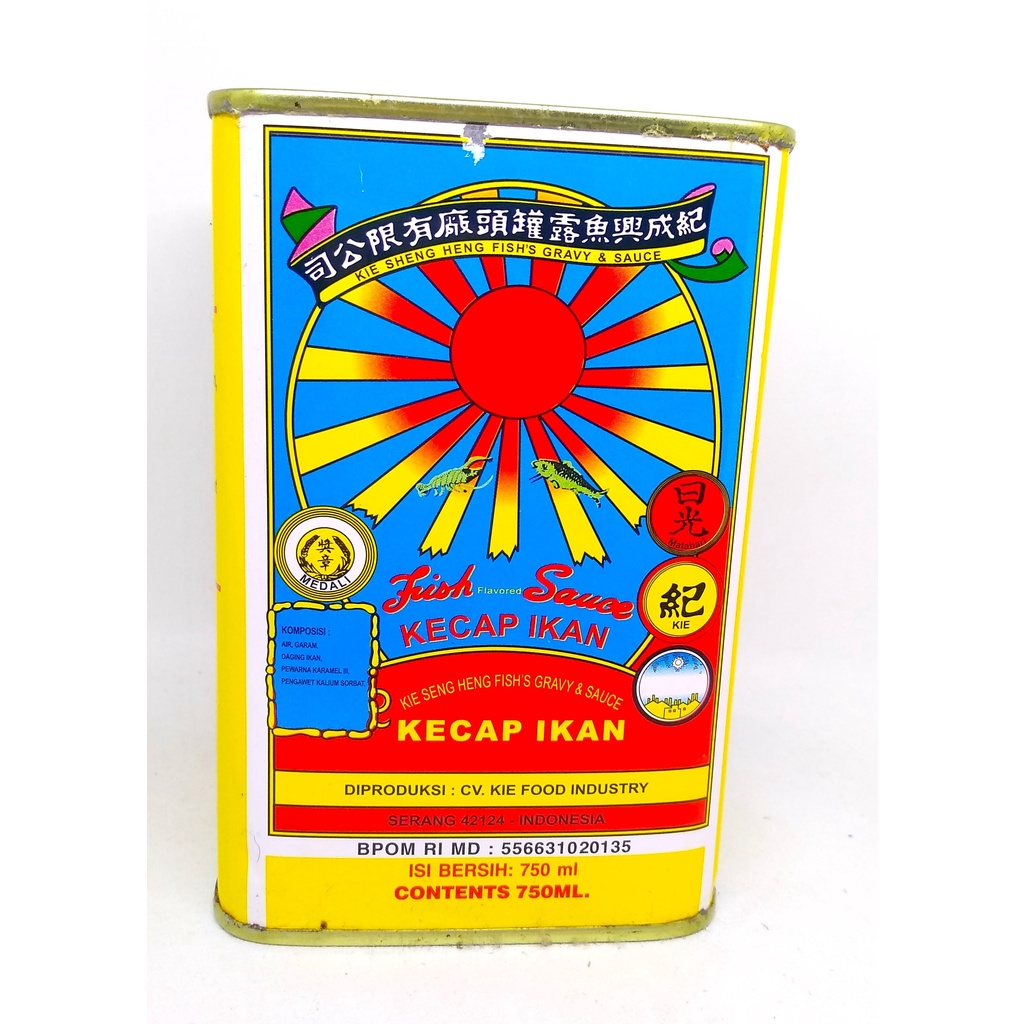 紀成興魚露罐頭廠有限公司
KIE SHENG HENG FISH'S GRAVY & SAUCE
日光
Matahari
獎章
MEDALI
Fish Flavored Sauce
KECAP IKAN
紀
KIE
KOMPOSISI :
AIR, GARAM,
DAGING IKAN,
PEWARNA KARAMEL III,
PENGAWET KALIUM SORBAT.
KIE SENG HENG FISH'S GRAVY & SAUCE
KECAP IKAN
DIPRODUKSI : CV. KIE FOOD INDUSTRY
SERANG 42124 - INDONESIA
BPOM RI MD : 556631020135
ISI BERSIH: 750 ml
CONTENTS 750ML.